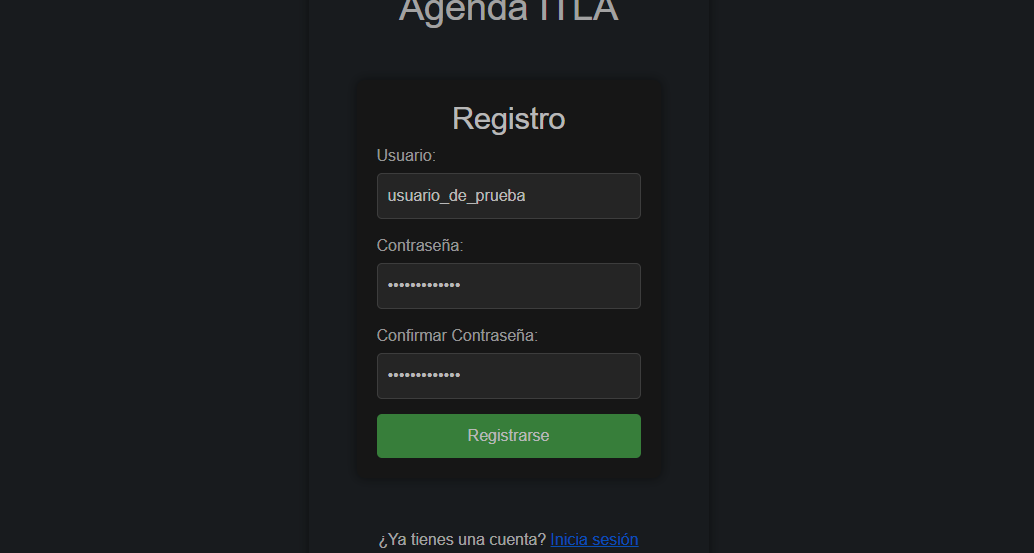 Agenda ITLA
Registro
Usuario:
usuario_de_prueba
Contraseña:
•••••••••••••
Confirmar Contraseña:
•••••••••••••
Registrarse
¿Ya tienes una cuenta? Inicia sesión